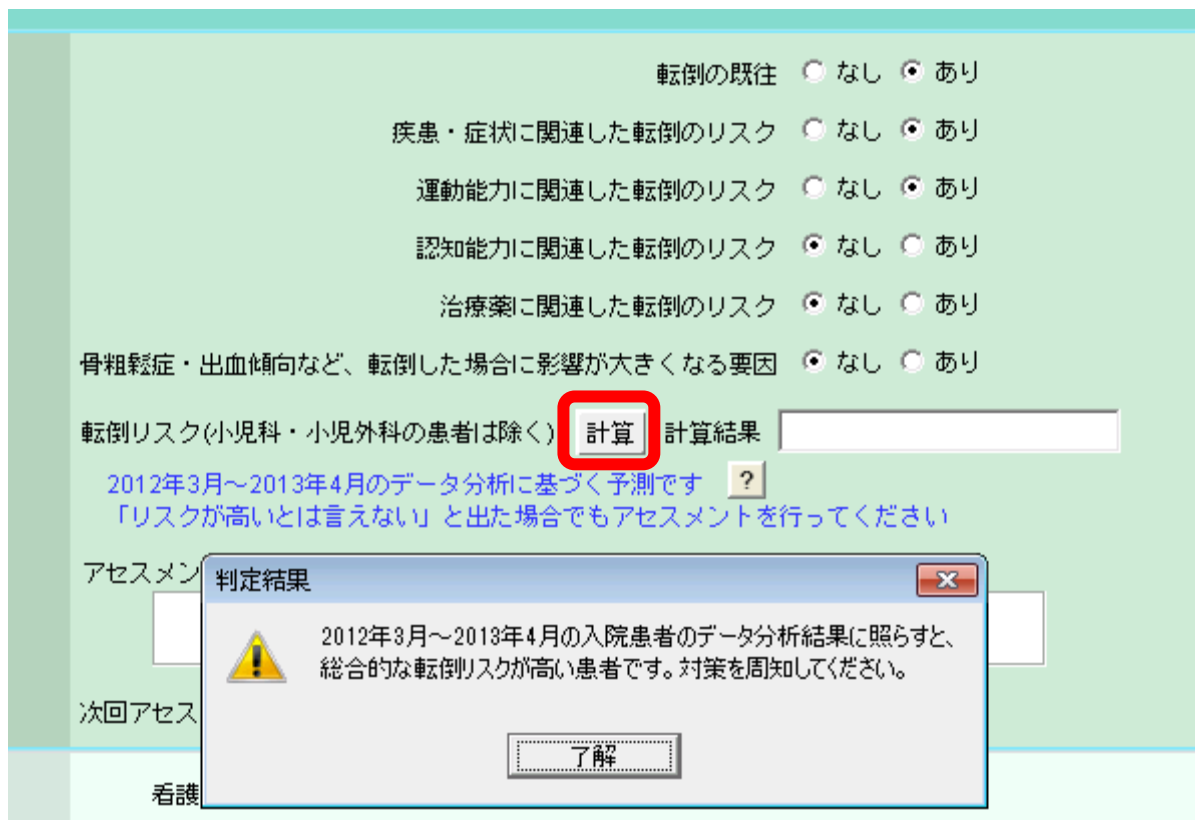 転倒の既往 なし あり
疾患・症状に関連した転倒のリスク なし あり
運動能力に関連した転倒のリスク なし あり
認知能力に関連した転倒のリスク なし あり
治療薬に関連した転倒のリスク なし あり
骨粗鬆症・出血傾向など、転倒した場合に影響が大きくなる要因 なし あり
転倒リスク(小児科・小児外科の患者は除く) 計算 計算結果
2012年3月～2013年4月のデータ分析に基づく予測です ?
「リスクが高いとは言えない」と出た場合でもアセスメントを行ってください
アセスメン
判定結果
2012年3月～2013年4月の入院患者のデータ分析結果に照らすと、
総合的な転倒リスクが高い患者です。対策を周知してください。
次回アセス
了解
看護